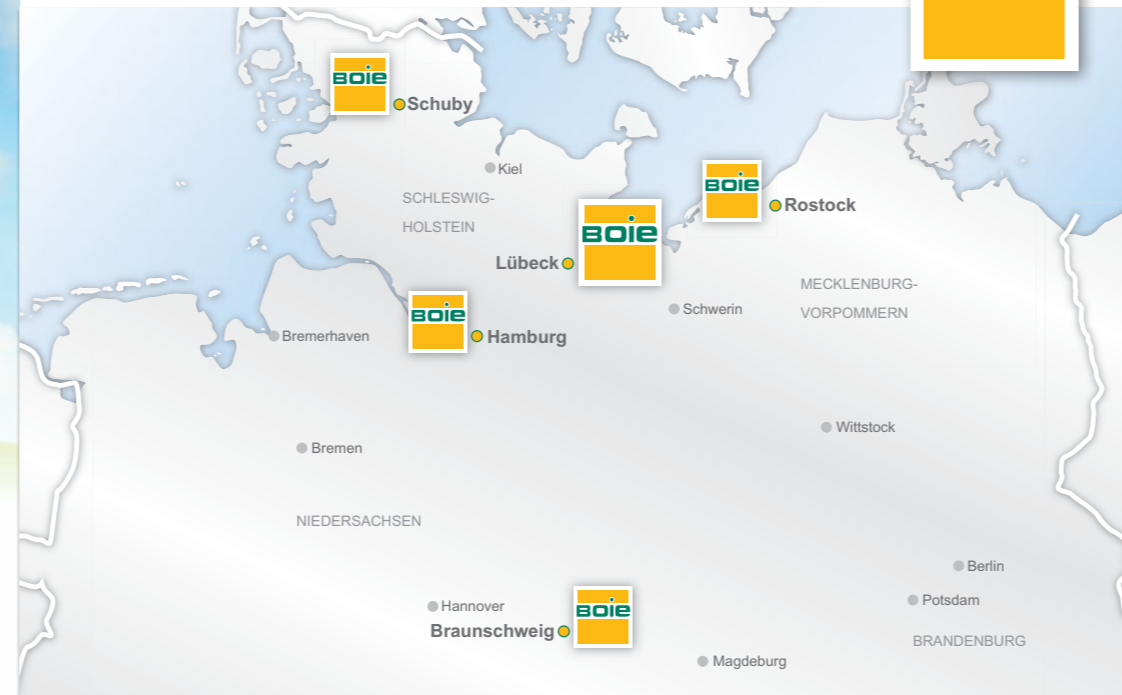 BOIE
Schuby
Kiel
SCHLESWIG-
HOLSTEIN
BOIE
Rostock
BOIE
Lübeck
MECKLENBURG-
VORPOMMERN
Schwerin
BOIE
Hamburg
Bremerhaven
Wittstock
Bremen
NIEDERSACHSEN
Berlin
Potsdam
Hannover
BOIE
Braunschweig
BRANDENBURG
Magdeburg